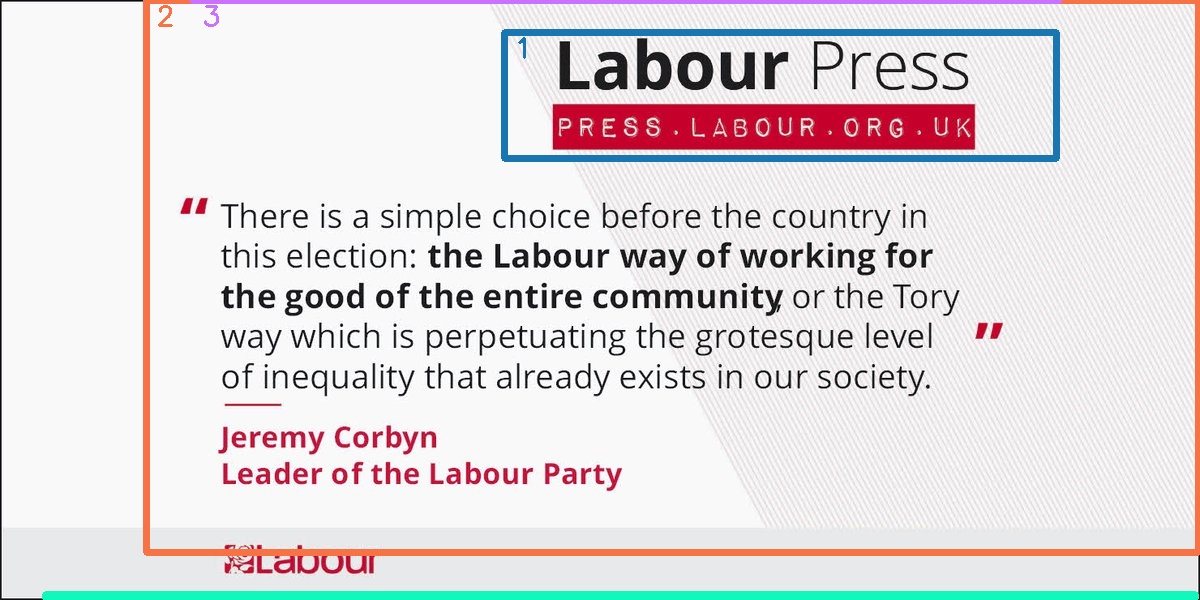 Labour Press
PRESS.LABOUR.ORG.UK
“ There is a simple choice before the country in
this election: the Labour way of working for
the good of the entire community, or the Tory
way which is perpetuating the grotesque level
of inequality that already exists in our society. ”
Jeremy Corbyn
Leader of the Labour Party
Labour
2
3
1